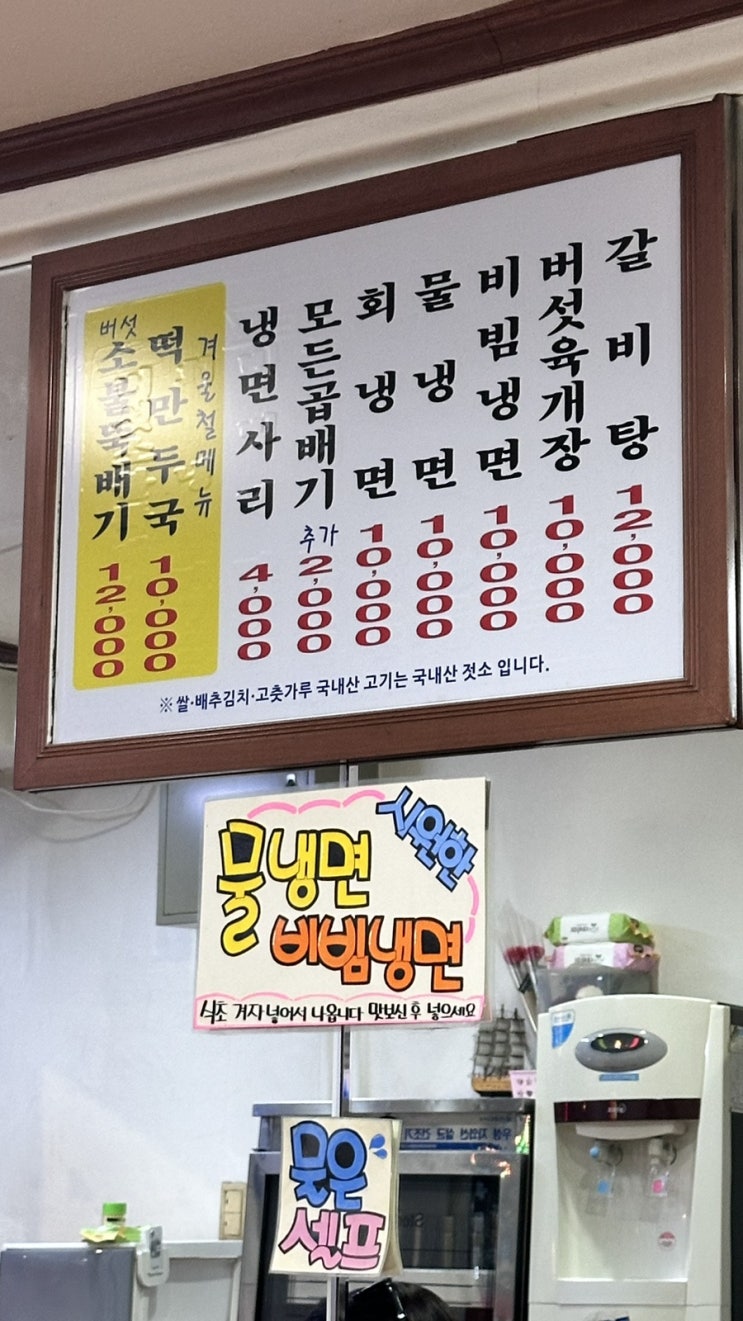 갈비탕 12,000
버섯육개장 10,000
비빔냉면 10,000
물냉면 10,000
회냉면 10,000
모든곱배기 추가 2,000
냉면사리 4,000
겨울철메뉴
떡만두국 10,000
버섯소불뚝배기 12,000
※ 쌀·배추김치·고춧가루 국내산 고기는 국내산 젓소 입니다.
시원한
물냉면
비빔냉면
식초 겨자 넣어서 나옵니다 맛보신 후 넣으세요
물은
셀프